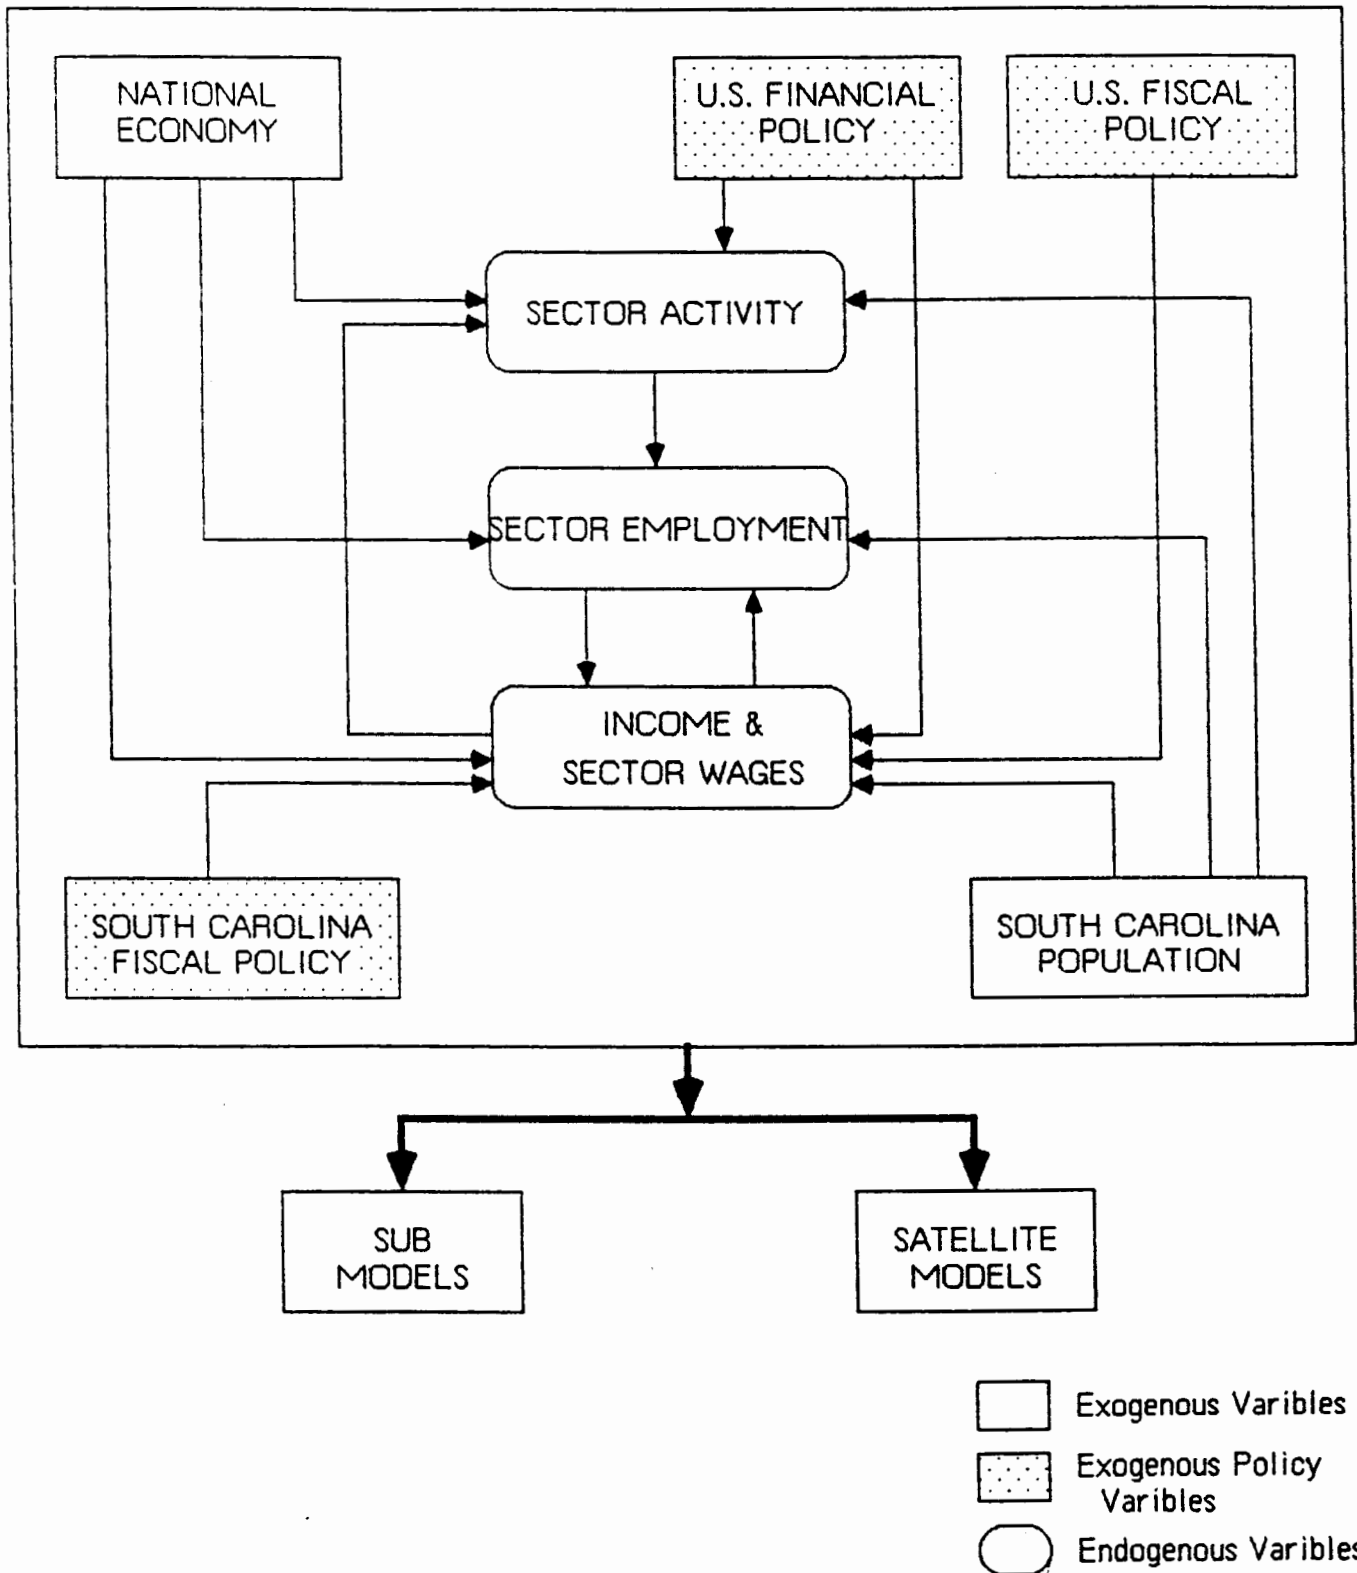 NATIONAL
ECONOMY
U.S. FINANCIAL
POLICY
U.S. FISCAL
POLICY
SECTOR ACTIVITY
SECTOR EMPLOYMENT
INCOME &
SECTOR WAGES
SOUTH CAROLINA
FISCAL POLICY
SOUTH CAROLINA
POPULATION
SUB
MODELS
SATELLITE
MODELS
Exogenous Varibles
Exogenous Policy
Varibles
Endogenous Varibles